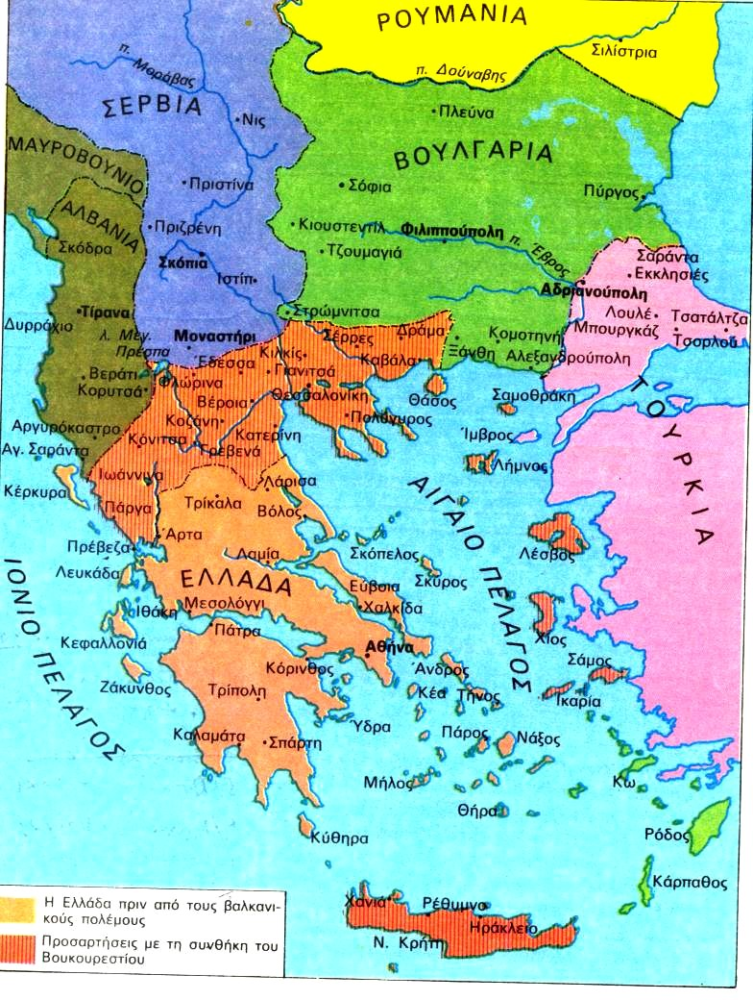 ΡΟΥΜΑΝΙΑ
Σιλίστρια
π. Δούναβης
π. Μοράβας
ΣΕΡΒΙΑ
Νις
Πλεύνα
ΒΟΥΛΓΑΡΙΑ
ΜΑΥΡΟΒΟΥΝΙΟ
Πριστίνα
Σόφια
Πύργος
ΑΛΒΑΝΙΑ
Πριζρένη
Κιουστεντιλ
Φιλιππούπολη
π. Έβρος
Σκόδρα
Σκόπια
Τζουμαγιά
Σαράντα
Εκκλησιές
Ιστίπ
Αδριανούπολη
Τίρανα
Δυρράχιο
Στρώμνιτσα
Λουλέ
Μπουργκάζ
Τσατάλτζα
Τσορλού
λ. Μεγ.
Πρέσπα
Μοναστήρι
Σέρρες
Δράμα
Κομοτηνή
Έδεσσα
Κιλκίς
Καβάλα
Ξάνθη
Αλεξανδρούπολη
Βεράτι
Κορυτσά
Φλώρινα
Γιανιτσά
Βέροια
Θεσσαλονίκη
Θάσος
Σαμοθράκη
ΤΟΥΡΚΙΑ
Αργυρόκαστρο
Κοζάνη
Πολύγυρος
Κόνιτσα
Κατερίνη
Ίμβρος
Αγ. Σαράντα
Γρεβενά
Λήμνος
Κέρκυρα
Ιωάννινα
Λάρισα
ΑΙΓΑΙΟ ΠΕΛΑΓΟΣ
Πάργα
Τρίκαλα
Βόλος
Άρτα
Πρέβεζα
Λαμία
Σκόπελος
Λέσβος
Λευκάδα
ΕΛΛΑΔΑ
Εύβοια
Σκύρος
ΙΟΝΙΟ ΠΕΛΑΓΟΣ
Ιθάκη
Μεσολόγγι
Χαλκίδα
Κεφαλλονιά
Πάτρα
Αθήνα
Χίος
Ζάκυνθος
Κόρινθος
Άνδρος
Σάμος
Τρίπολη
Κέα
Τήνος
Ικαρία
Ύδρα
Καλαμάτα
Σπάρτη
Πάρος
Νάξος
Μήλος
Κω
Θήρα
Κύθηρα
Ρόδος
Κάρπαθος
Χανιά
Ρέθυμνο
Ηράκλειο
Ν. Κρήτη
Η Ελλάδα πριν από τους βαλκανι-
κούς πολέμους
Προσαρτήσεις με τη συνθήκη του
Βουκουρεστίου